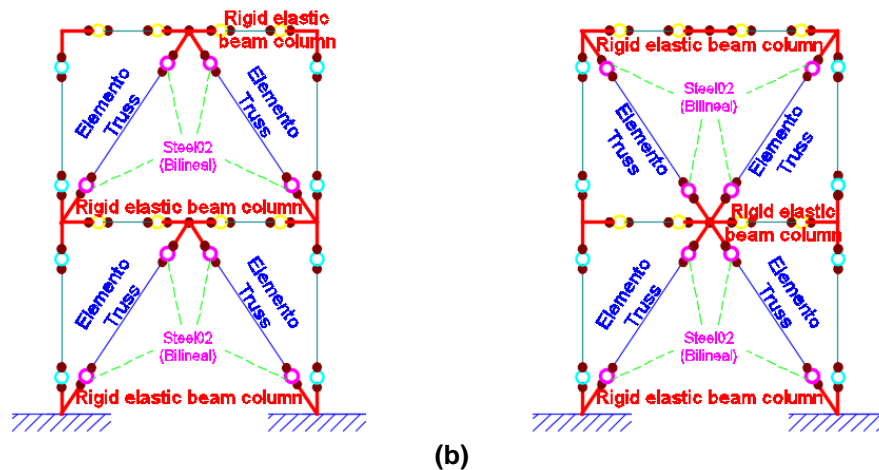 Rigid elastic
beam column
Elemento
Truss
Elemento
Truss
Steel02
(Bilineal)
Rigid elastic beam column
Elemento
Truss
Elemento
Truss
Steel02
(Bilineal)
Rigid elastic beam column
Rigid elastic beam column
Steel02
(Bilineal)
Elemento
Truss
Elemento
Truss
Rigid elastic
beam column
Elemento
Truss
Elemento
Truss
Steel02
(Bilineal)
Rigid elastic beam column
(b)